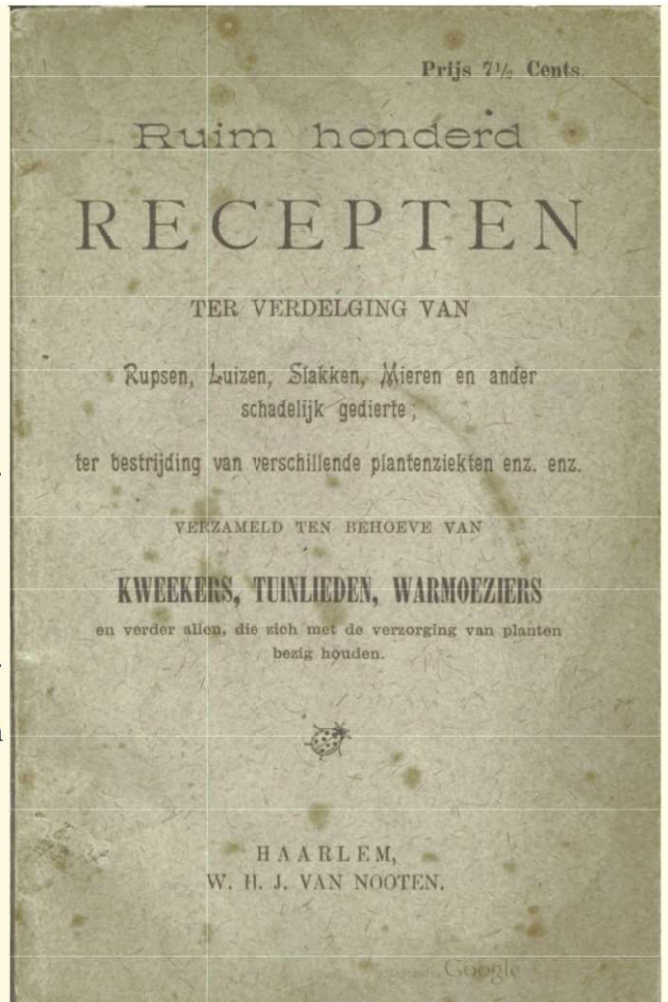 Prijs 7½ Cents.
Ruim honderd
RECEPTEN
TER VERDELGING VAN
Rupsen, Luizen, Slakken, Mieren en ander
schadelijk gedierte;
ter bestrijding van verschillende plantenziekten enz. enz.
VERZAMELD TEN BEHOEVE VAN
KWEEKERS, TUINLIEDEN, WARMOEZIERS
en verder allen, die zich met de verzorging van planten
bezig houden.
HAARLEM,
W. H. J. VAN NOOTEN.
Google